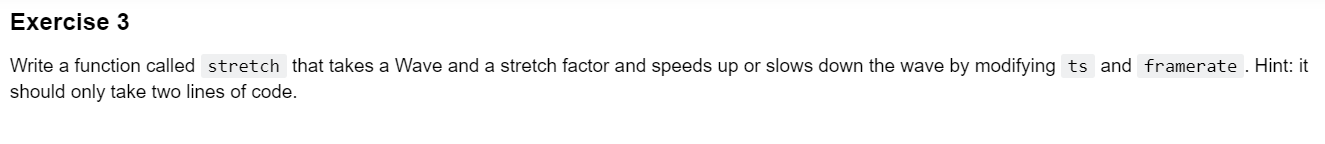 Exercise 3
Write a function called stretch that takes a Wave and a stretch factor and speeds up or slows down the wave by modifying ts and framerate . Hint: it
should only take two lines of code.